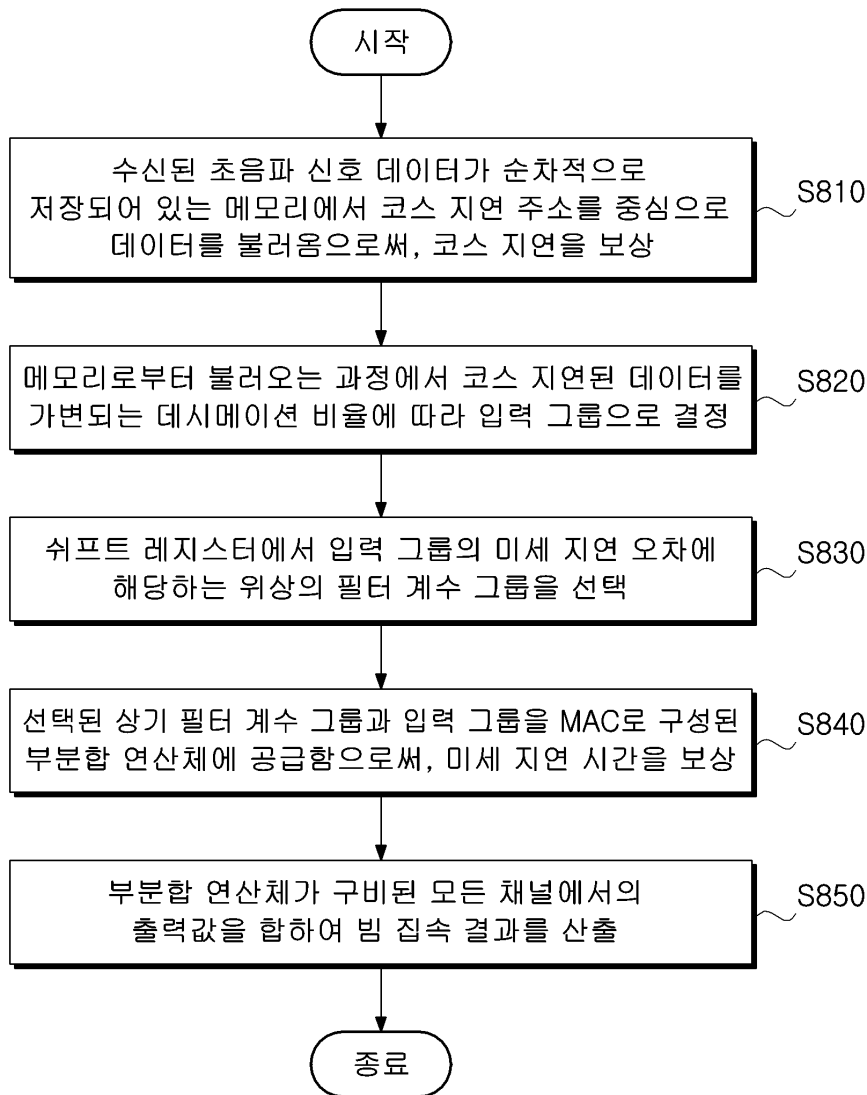 시작
수신된 초음파 신호 데이터가 순차적으로
저장되어 있는 메모리에서 코스 지연 주소를 중심으로
데이터를 불러옴으로써, 코스 지연을 보상
S810
메모리로부터 불러오는 과정에서 코스 지연된 데이터를
가변되는 데시메이션 비율에 따라 입력 그룹으로 결정
S820
쉬프트 레지스터에서 입력 그룹의 미세 지연 오차에
해당하는 위상의 필터 계수 그룹을 선택
S830
선택된 상기 필터 계수 그룹과 입력 그룹을 MAC로 구성된
부분합 연산체에 공급함으로써, 미세 지연 시간을 보상
S840
부분합 연산체가 구비된 모든 채널에서의
출력값을 합하여 빔 집속 결과를 산출
S850
종료